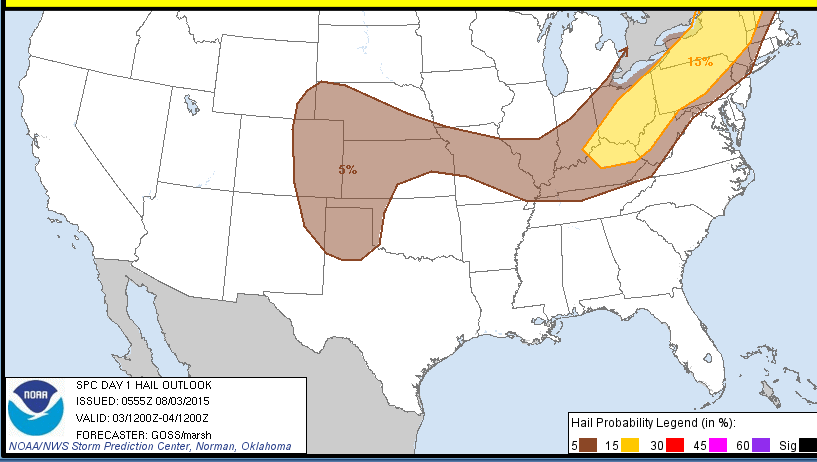 15%
5%
NOAA
SPC DAY 1 HAIL OUTLOOK
ISSUED: 0555Z 08/03/2015
VALID: 03/1200Z-04/1200Z
FORECASTER: GOSS/marsh
NOAA/NWS Storm Prediction Center, Norman, Oklahoma
Hail Probability Legend (in %):
5 15 30 45 60 Sig